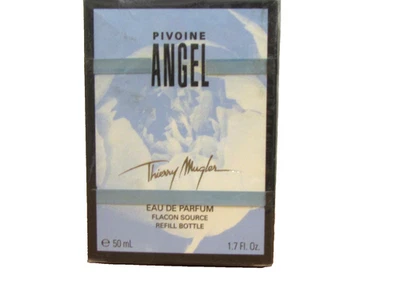 PIVOINE
ANGEL
Thierry Mugler
EAU DE PARFUM
FLACON SOURCE
REFILL BOTTLE
℮ 50 mL 1.7 Fl. Oz.